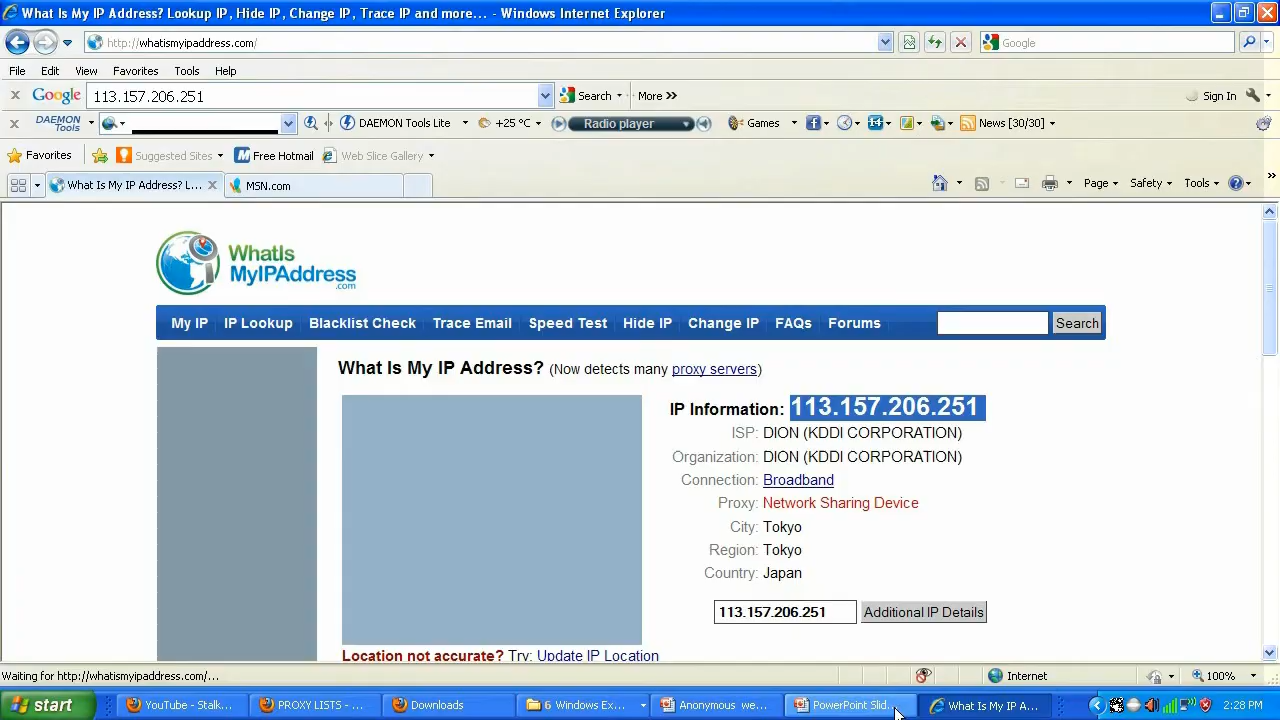 What Is My IP Address? Lookup IP, Hide IP, Change IP, Trace IP and more... - Windows Internet Explorer
http://whatismyipaddress.com/
Google
File Edit View Favorites Tools Help
Google 113.157.206.251 Search More Sign In
DAEMON Tools DAEMON Tools Lite +25 °C Radio player Games News [30/30]
Favorites Suggested Sites Free Hotmail Web Slice Gallery
What Is My IP Address? L... MSN.com Page Safety Tools
WhatIs
MyIPAddress
.com
My IP IP Lookup Blacklist Check Trace Email Speed Test Hide IP Change IP FAQs Forums Search
What Is My IP Address? (Now detects many proxy servers)
IP Information: 113.157.206.251
ISP: DION (KDDI CORPORATION)
Organization: DION (KDDI CORPORATION)
Connection: Broadband
Proxy: Network Sharing Device
City: Tokyo
Region: Tokyo
Country: Japan
113.157.206.251 Additional IP Details
Location not accurate? Try: Update IP Location
Waiting for http://whatismyipaddress.com/... Internet 100%
start YouTube - Stalk... PROXY LISTS - ... Downloads 6 Windows Ex... Anonymous we... PowerPoint Slid... What Is My IP A... 2:28 PM